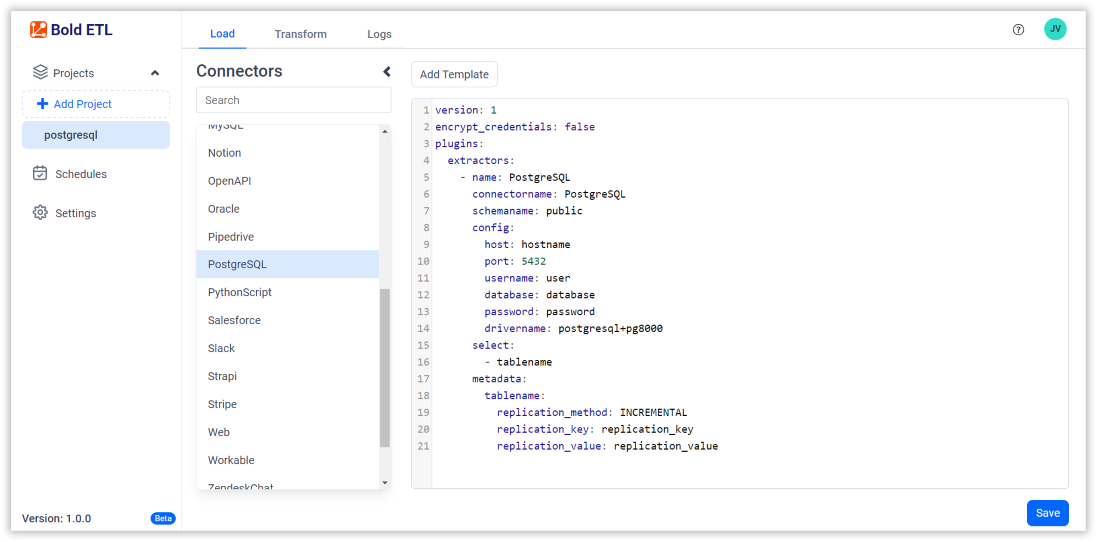 Bold ETL
Projects
Add Project
postgresql
Schedules
Settings
Version: 1.0.0
Beta
Load
Transform
Logs
JV
Connectors
Search
MySQL
Notion
OpenAPI
Oracle
Pipedrive
PostgreSQL
PythonScript
Salesforce
Slack
Strapi
Stripe
Web
Workable
ZendeskChat
Add Template
1 version: 1
2 encrypt_credentials: false
3 plugins:
4 extractors:
5 - name: PostgreSQL
6 connectorname: PostgreSQL
7 schemaname: public
8 config:
9 host: hostname
10 port: 5432
11 username: user
12 database: database
13 password: password
14 drivername: postgresql+pg8000
15 select:
16 - tablename
17 metadata:
18 tablename:
19 replication_method: INCREMENTAL
20 replication_key: replication_key
21 replication_value: replication_value
Save